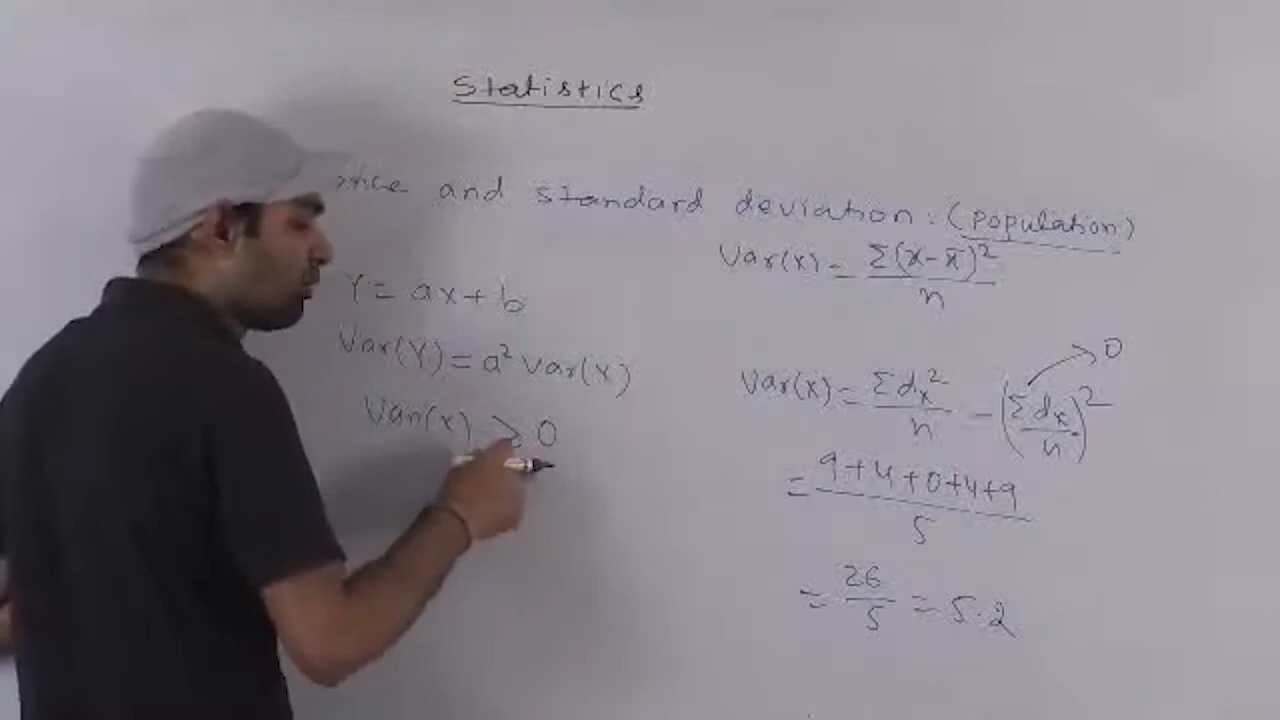 Statistics
and standard deviation : (population)
Var(x) = Σ(x-x̄)²/n
Y = ax + b
Var(Y) = a² Var(X)
Var(x) ≥ 0
Var(x) = Σdx²/n - (Σdx/n)² → 0
= 9+4+0+4+9/5
= 26/5 = 5.2